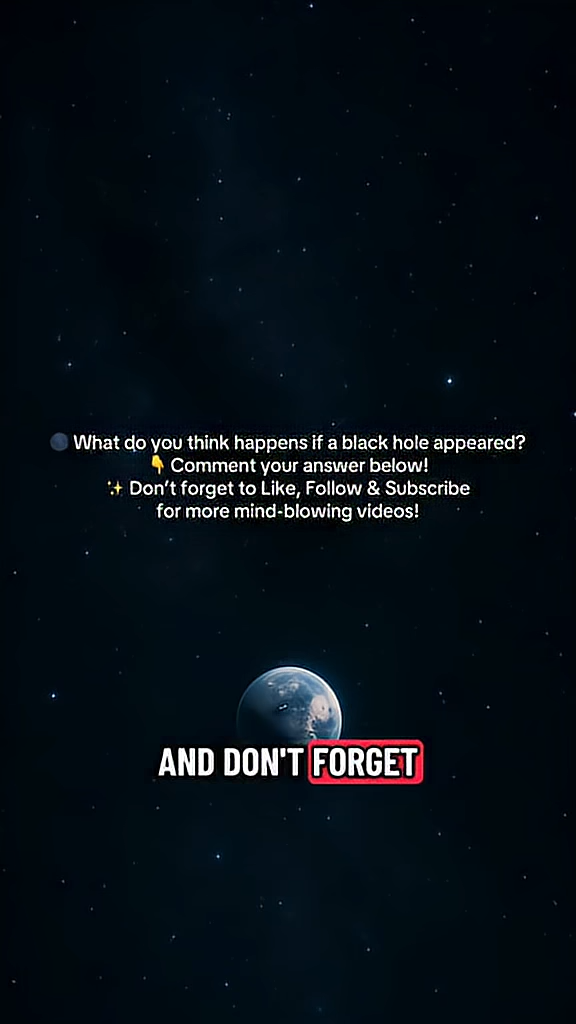 🌑 What do you think happens if a black hole appeared?
👇 Comment your answer below!
✨ Don't forget to Like, Follow & Subscribe
for more mind-blowing videos!
AND DON'T FORGET